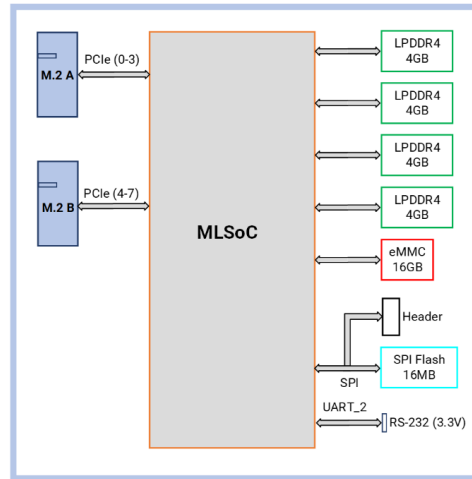 M.2 A
PCIe (0-3)
M.2 B
PCIe (4-7)
MLSoC
LPDDR4
4GB
LPDDR4
4GB
LPDDR4
4GB
LPDDR4
4GB
eMMC
16GB
Header
SPI Flash
16MB
SPI
UART_2
RS-232 (3.3V)